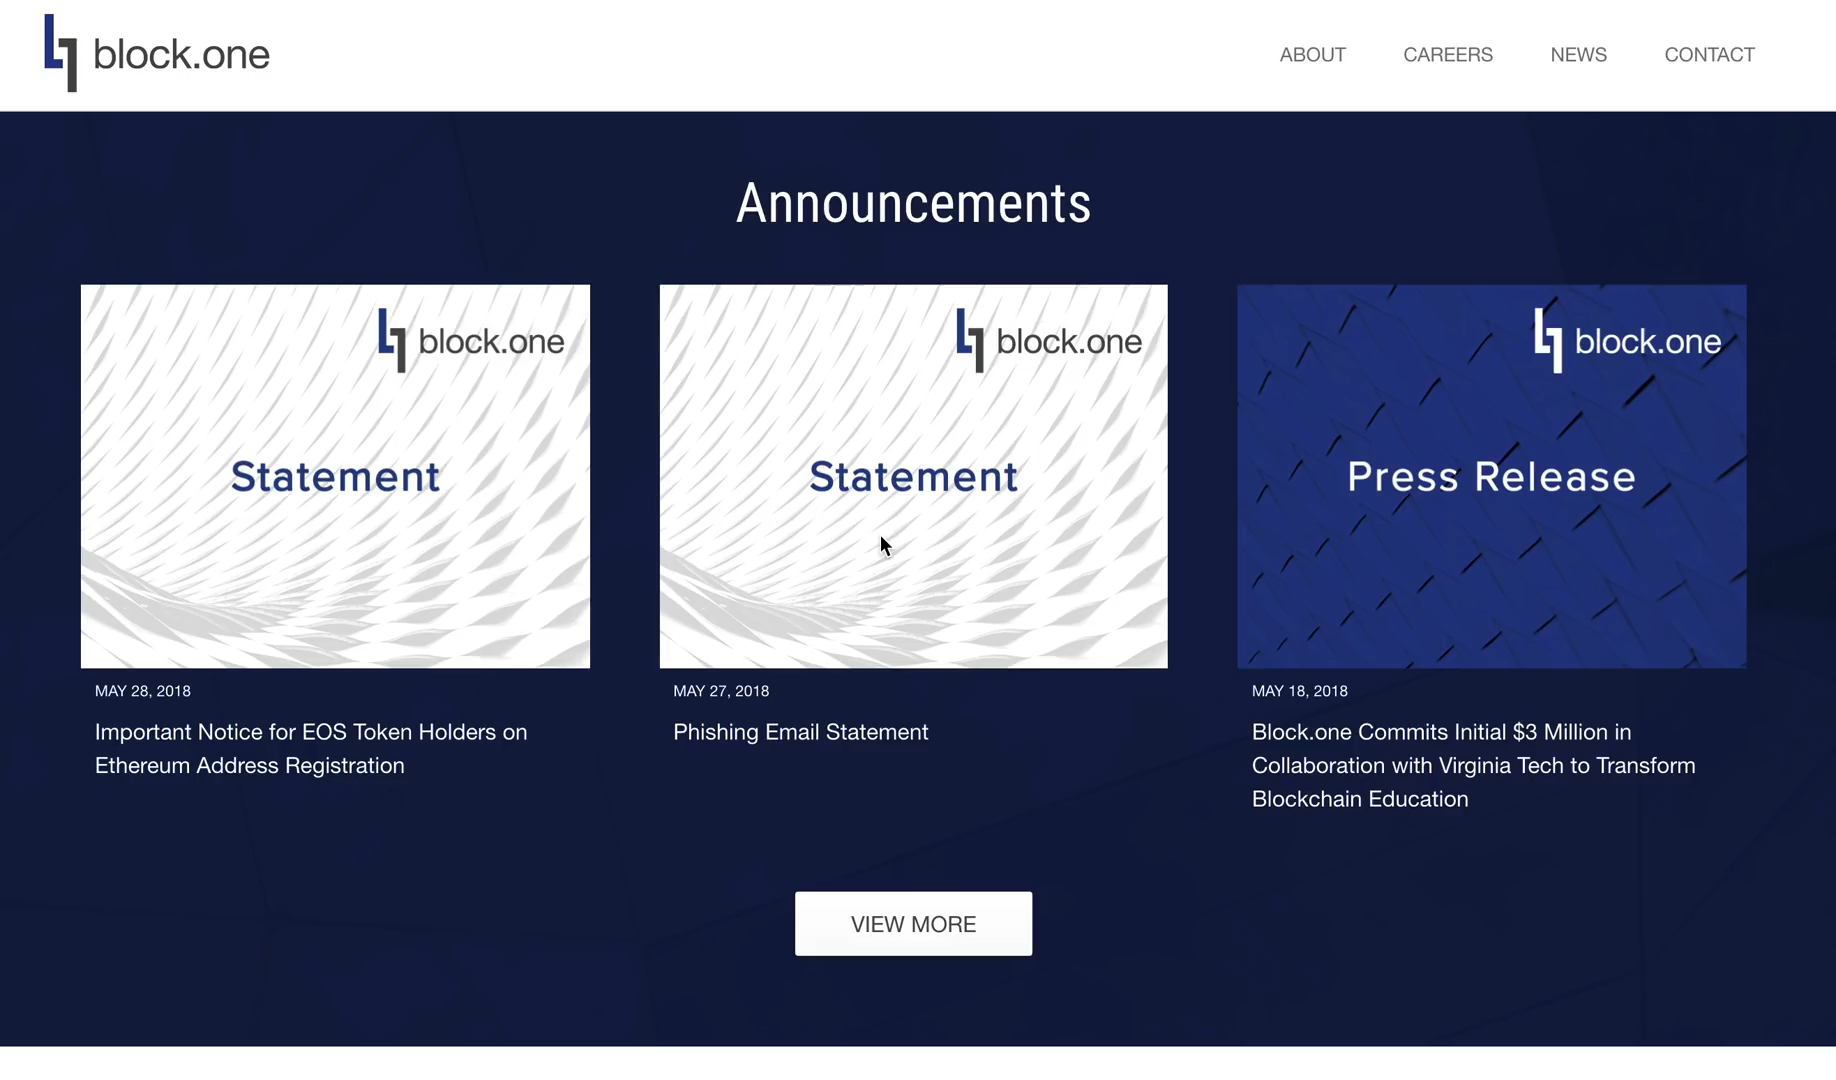 block.one
ABOUT CAREERS NEWS CONTACT
Announcements
block.one
Statement
MAY 28, 2018
Important Notice for EOS Token Holders on
Ethereum Address Registration
block.one
Statement
MAY 27, 2018
Phishing Email Statement
block.one
Press Release
MAY 18, 2018
Block.one Commits Initial $3 Million in
Collaboration with Virginia Tech to Transform
Blockchain Education
VIEW MORE